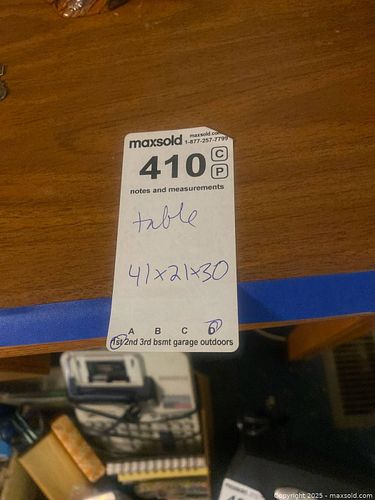 maxsold maxsold.com
1-877-257-7799
410 C
P
notes and measurements
table
41x21x30
A B C D
1st 2nd 3rd bsmt garage outdoors
Copyright 2025 - maxsold.com